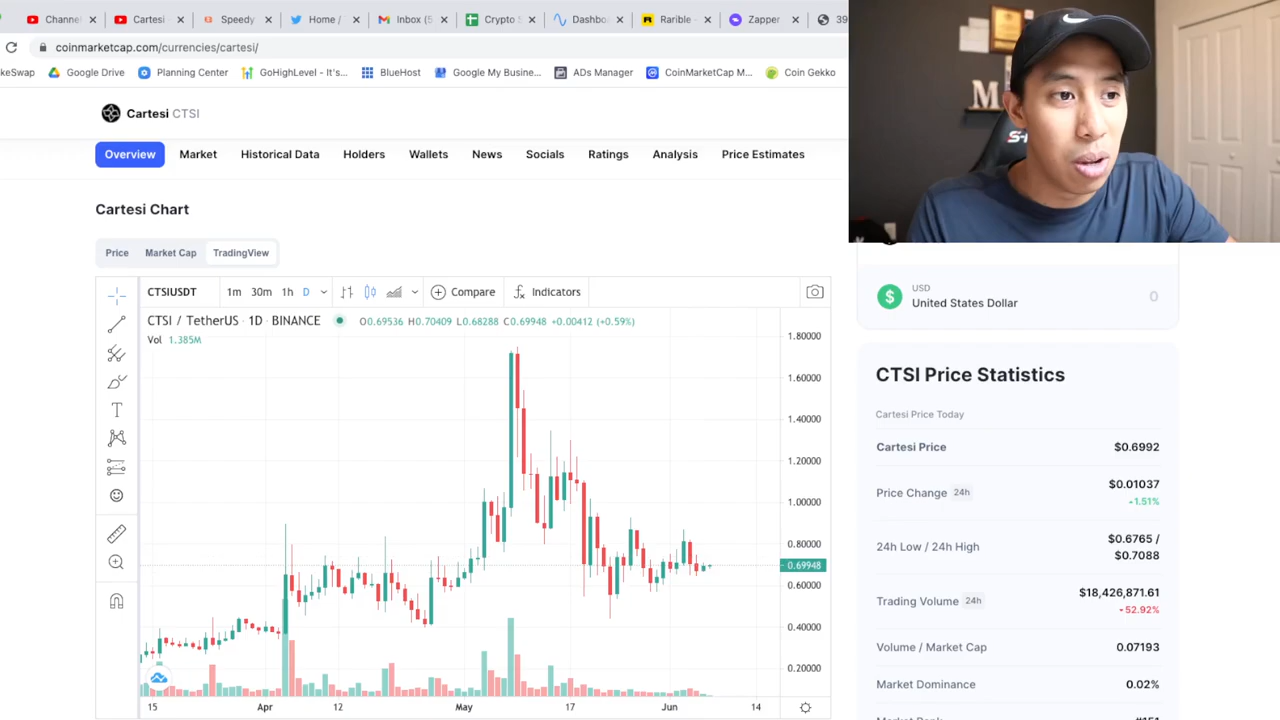 Channel
Cartesi -
Speedy
Home /
Inbox (5
Crypto S
Dashbo
Rarible -
Zapper
39
coinmarketcap.com/currencies/cartesi/
keSwap
Google Drive
Planning Center
GoHighLevel - It's...
BlueHost
Google My Busine...
ADs Manager
CoinMarketCap M...
Coin Gekko
M
Cartesi CTSI
Overview
Market
Historical Data
Holders
Wallets
News
Socials
Ratings
Analysis
Price Estimates
Cartesi Chart
Price
Market Cap
TradingView
CTSIUSDT
1m 30m 1h D
Compare
Indicators
CTSI / TetherUS · 1D · BINANCE
O0.69536 H0.70409 L0.68288 C0.69948 +0.00412 (+0.59%)
Vol 1.385M
1.80000
1.60000
1.40000
1.20000
1.00000
0.80000
0.69948
0.60000
0.40000
0.20000
15
Apr
12
May
17
Jun
14
USD
United States Dollar
0
CTSI Price Statistics
Cartesi Price Today
Cartesi Price
$0.6992
Price Change 24h
$0.01037
1.51%
24h Low / 24h High
$0.6765 /
$0.7088
Trading Volume 24h
$18,426,871.61
52.92%
Volume / Market Cap
0.07193
Market Dominance
0.02%